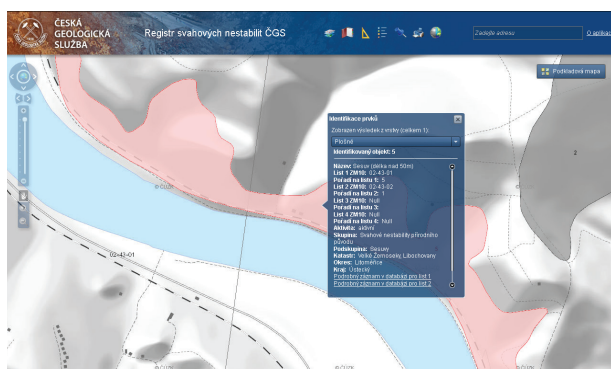 ČESKÁ
GEOLOGICKÁ
SLUŽBA
Registr svahových nestabilit ČGS
Zadejte adresu
O aplikac
Podkladová mapa
Identifikace prvků
Zobrazen výsledek z vrstvy (celkem 1):
Plošné
Identifikovaný objekt: 5
Název: Sesuv (délka nad 50m)
List 1 ZM10: 02-43-01
Pořadí na listu 1: 5
List 2 ZM10: 02-43-02
Pořadí na listu 2: 1
List 3 ZM10: Null
Pořadí na listu 3:
List 4 ZM10: Null
Pořadí na listu 4: Null
Aktivita: aktivní
Skupina: Svahové nestability přírodního
původu
Podskupina: Sesuvy
Katastr: Velké Žernoseky, Libochovany
Okres: Litoměřice
Kraj: Ústecký
Podrobný záznam v databázi pro list 1
Podrobný záznam v databázi pro list 2
2
© ČÚZK
© ČÚZK
02-43-01
© ČÚZK
© ČÚZK